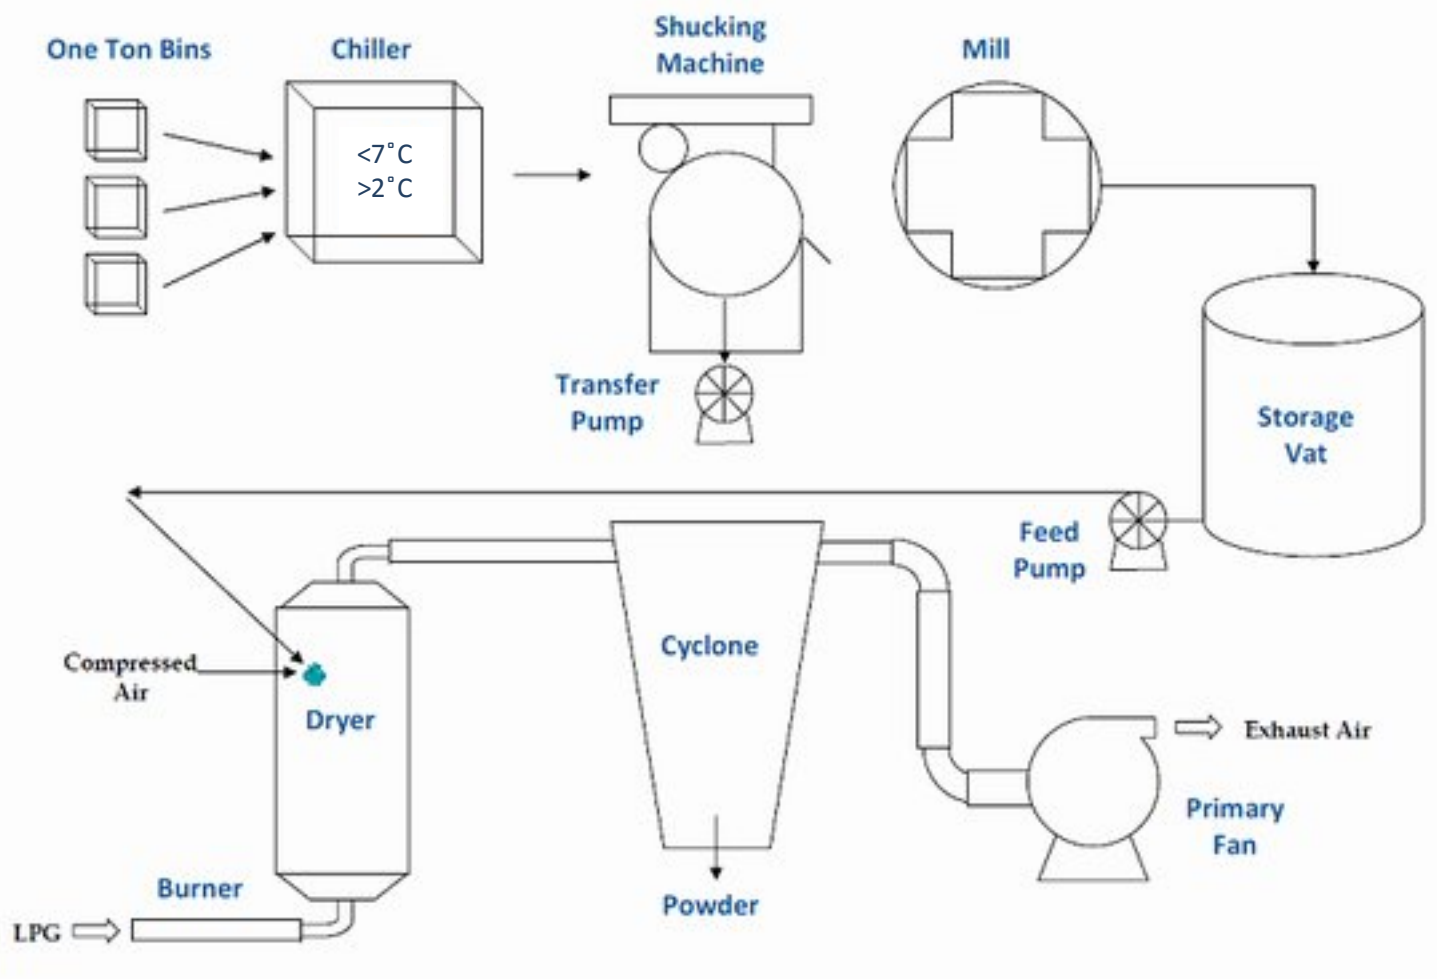 One Ton Bins
Chiller
Shucking
Machine
Mill
<7˚C
>2˚C
Transfer
Pump
Storage
Vat
Feed
Pump
Compressed
Air
Dryer
Cyclone
Exhaust Air
Primary
Fan
Burner
LPG
Powder